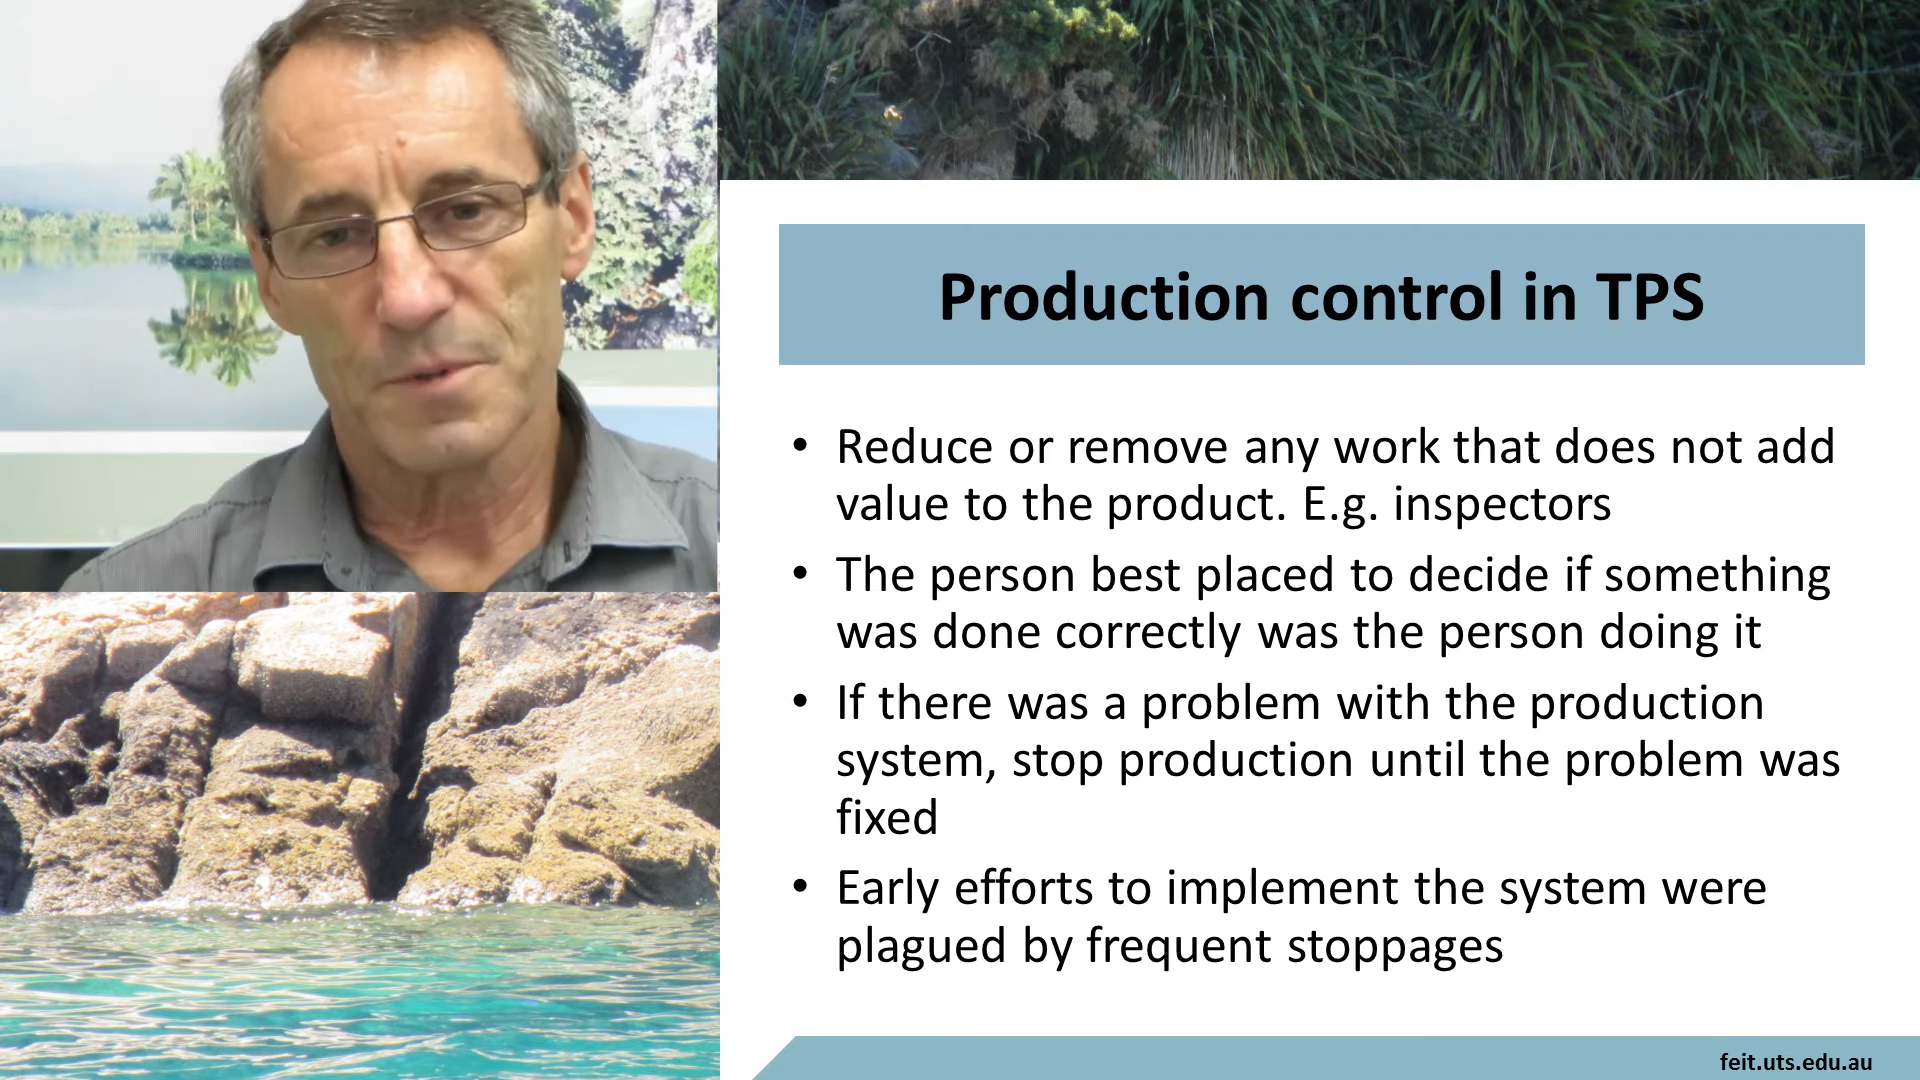 Production control in TPS
• Reduce or remove any work that does not add
value to the product. E.g. inspectors
• The person best placed to decide if something
was done correctly was the person doing it
• If there was a problem with the production
system, stop production until the problem was
fixed
• Early efforts to implement the system were
plagued by frequent stoppages
feit.uts.edu.au